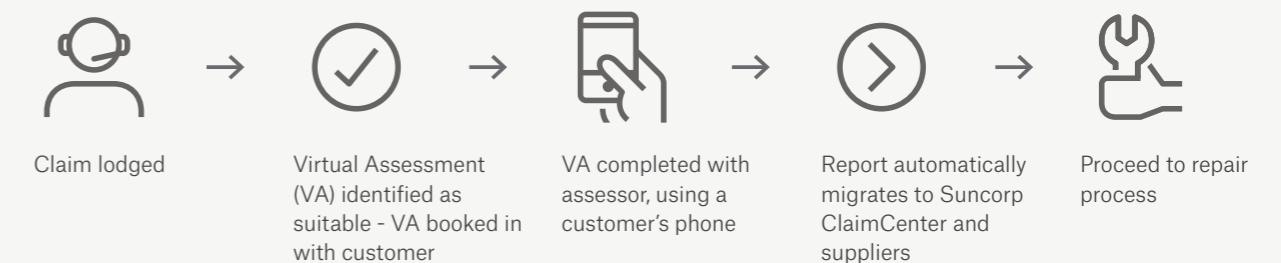 Claim lodged
Virtual Assessment
(VA) identified as
suitable - VA booked in
with customer
VA completed with
assessor, using a
customer's phone
Report automatically
migrates to Suncorp
ClaimCenter and
suppliers
Proceed to repair
process